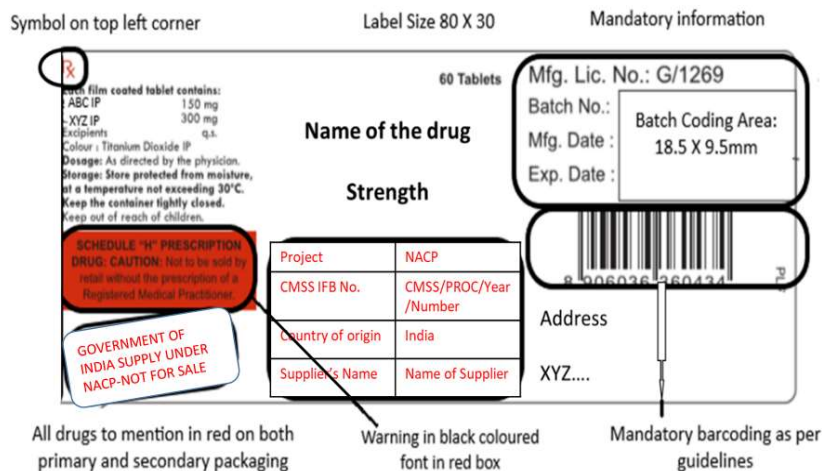 Symbol on top left corner
Label Size 80 X 30
Mandatory information
Rx
Each film coated tablet contains:
ABC IP 150 mg
- XYZ IP 300 mg
Excipients q.s.
Colour : Titanium Dioxide IP
Dosage: As directed by the physician.
Storage: Store protected from moisture,
at a temperature not exceeding 30°C.
Keep the container tightly closed.
Keep out of reach of children.
SCHEDULE "H" PRESCRIPTION
DRUG: CAUTION: Not to be sold by
retail without the prescription of a
Registered Medical Practitioner.
GOVERNMENT OF
INDIA SUPPLY UNDER
NACP-NOT FOR SALE
60 Tablets
Name of the drug
Strength
Project NACP
CMSS IFB No. CMSS/PROC/Year
/Number
Country of origin India
Supplier's Name Name of Supplier
Mfg. Lic. No.: G/1269
Batch No.:
Mfg. Date :
Exp. Date :
Batch Coding Area:
18.5 X 9.5mm
8 906036 360434
Address
XYZ....
All drugs to mention in red on both
primary and secondary packaging
Warning in black coloured
font in red box
Mandatory barcoding as per
guidelines